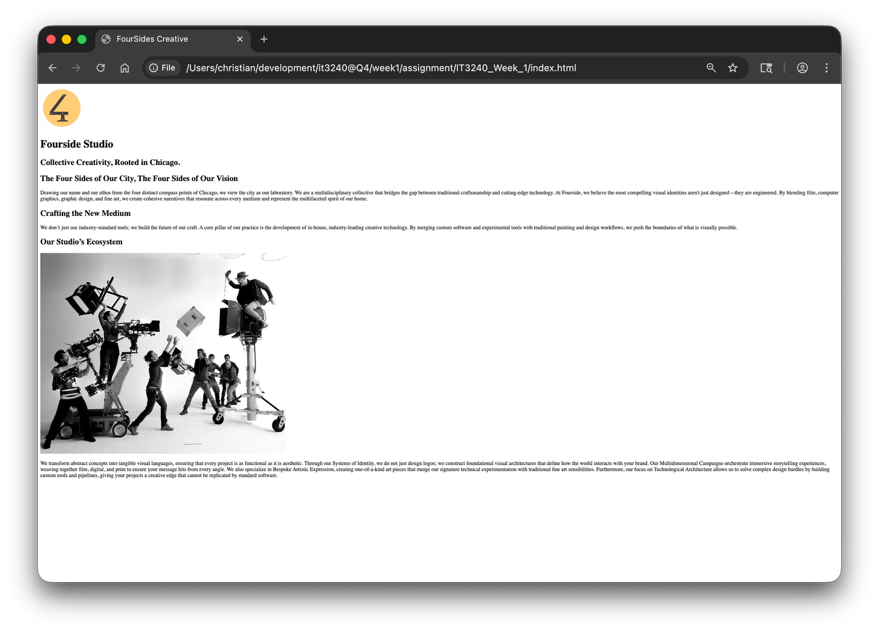 FourSides Creative
File
/Users/christian/development/it3240@Q4/week1/assignment/IT3240_Week_1/index.html
4
Fourside Studio
Collective Creativity, Rooted in Chicago.
The Four Sides of Our City, The Four Sides of Our Vision
Drawing our name and our ethos from the four distinct compass points of Chicago, we view the city as our laboratory. We are a multidisciplinary collective that bridges the gap between traditional craftsmanship and cutting-edge technology. At Fourside, we believe the most compelling visual identities aren't just designed—they are engineered. By blending film, computer
graphics, graphic design, and fine art, we create cohesive narratives that resonate across every medium and represent the multifaceted spirit of our home.
Crafting the New Medium
We don't just use industry-standard tools; we build the future of our craft. A core pillar of our practice is the development of in-house, industry-leading creative technology. By merging custom software and experimental tools with traditional painting and design workflows, we push the boundaries of what is visually possible.
Our Studio's Ecosystem
We transform abstract concepts into tangible visual languages, ensuring that every project is as functional as it is aesthetic. Through our Systems of Identity, we do not just design logos; we construct foundational visual architectures that define how the world interacts with your brand. Our Multidimensional Campaigns orchestrate immersive storytelling experiences,
weaving together film, digital, and print to ensure your message hits from every angle. We also specialize in Bespoke Artistic Expression, creating one-of-a-kind art pieces that merge our signature technical experimentation with traditional fine art sensibilities. Furthermore, our focus on Technological Architecture allows us to solve complex design hurdles by building
custom tools and pipelines, giving your projects a creative edge that cannot be replicated by standard software.